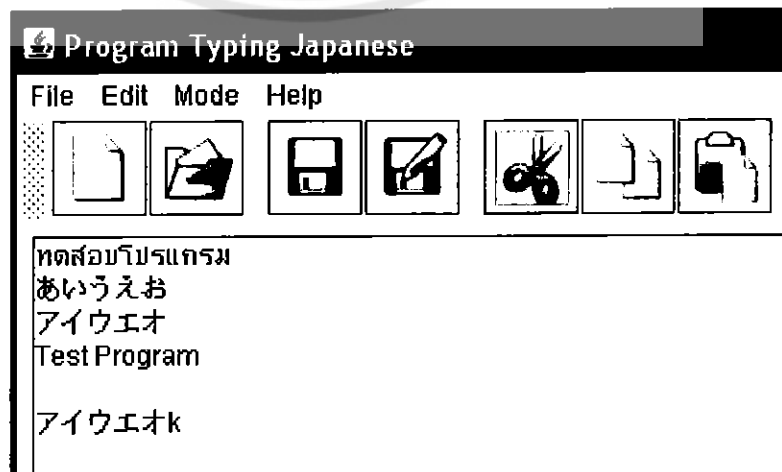 Program Typing Japanese
File Edit Mode Help
ทดสอบโปรแกรม
あいうえお
アイウエオ
Test Program
アイウエオk